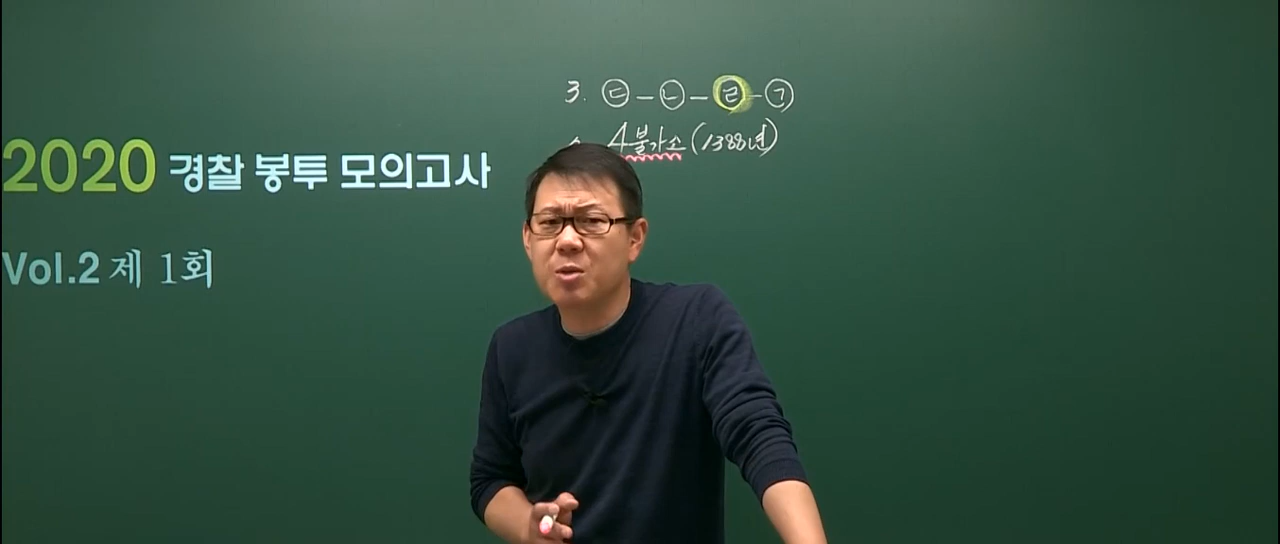 2020 경찰 봉투 모의고사
Vol.2 제 1회
3. ㉢-㉡-㉣-㉠
4불가소(1388년)